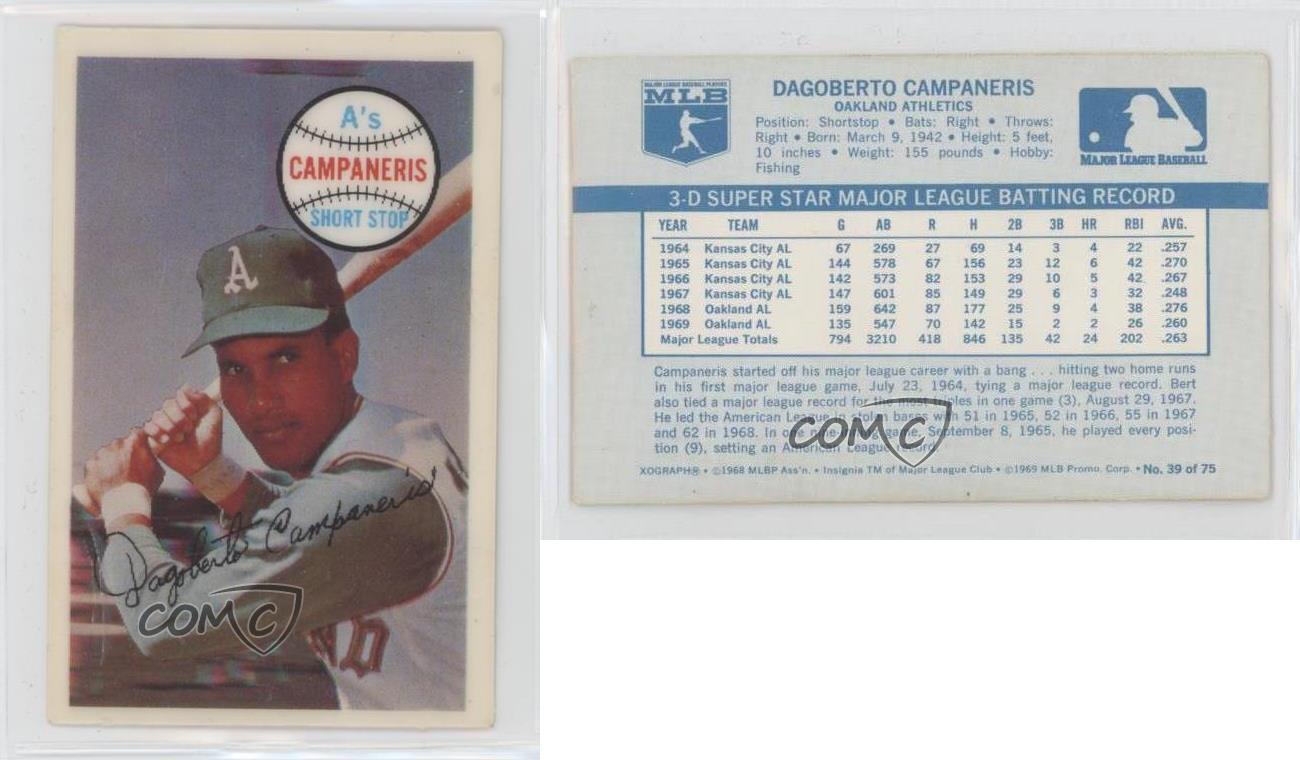 A's
CAMPANERIS
SHORT STOP
A
Dagoberto Campaneris
COMC
MAJOR LEAGUE BASEBALL PLAYERS
MLB
DAGOBERTO CAMPANERIS
OAKLAND ATHLETICS
Position: Shortstop • Bats: Right • Throws:
Right • Born: March 9, 1942 • Height: 5 feet,
10 inches • Weight: 155 pounds • Hobby:
Fishing
MAJOR LEAGUE BASEBALL
3-D SUPER STAR MAJOR LEAGUE BATTING RECORD
YEAR TEAM G AB R H 2B 3B HR RBI AVG.
1964 Kansas City AL 67 269 27 69 14 3 4 22 .257
1965 Kansas City AL 144 578 67 156 23 12 6 42 .270
1966 Kansas City AL 142 573 82 153 29 10 5 42 .267
1967 Kansas City AL 147 601 85 149 29 6 3 32 .248
1968 Oakland AL 159 642 87 177 25 9 4 38 .276
1969 Oakland AL 135 547 70 142 15 2 2 26 .260
Major League Totals 794 3210 418 846 135 42 24 202 .263
Campaneris started off his major league career with a bang . . . hitting two home runs
in his first major league game, July 23, 1964, tying a major league record. Bert
also tied a major league record for the most triples in one game (3), August 29, 1967.
He led the American League in stolen bases with 51 in 1965, 52 in 1966, 55 in 1967
and 62 in 1968. In one nine-inning game, September 8, 1965, he played every posi-
tion (9), setting an American League record.
COMC
XOGRAPH® • ©1968 MLBP Ass'n. • Insignia TM of Major League Club • ©1969 MLB Promo. Corp. • No. 39 of 75